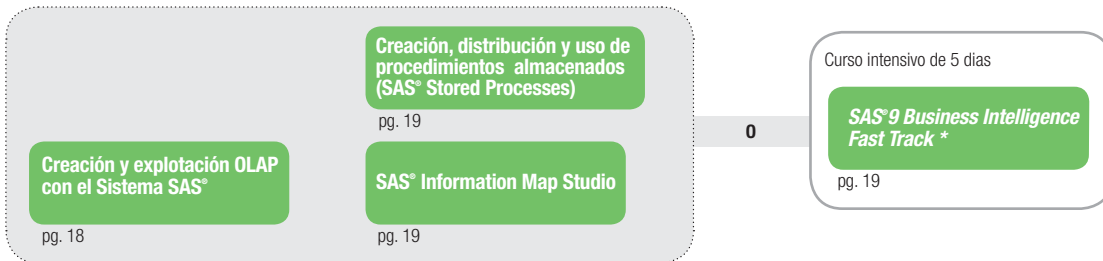 Creación, distribución y uso de
procedimientos almacenados
(SAS® Stored Processes)
pg. 19
Creación y explotación OLAP
con el Sistema SAS®
pg. 18
SAS® Information Map Studio
pg. 19
0
Curso intensivo de 5 dias
SAS®9 Business Intelligence
Fast Track *
pg. 19